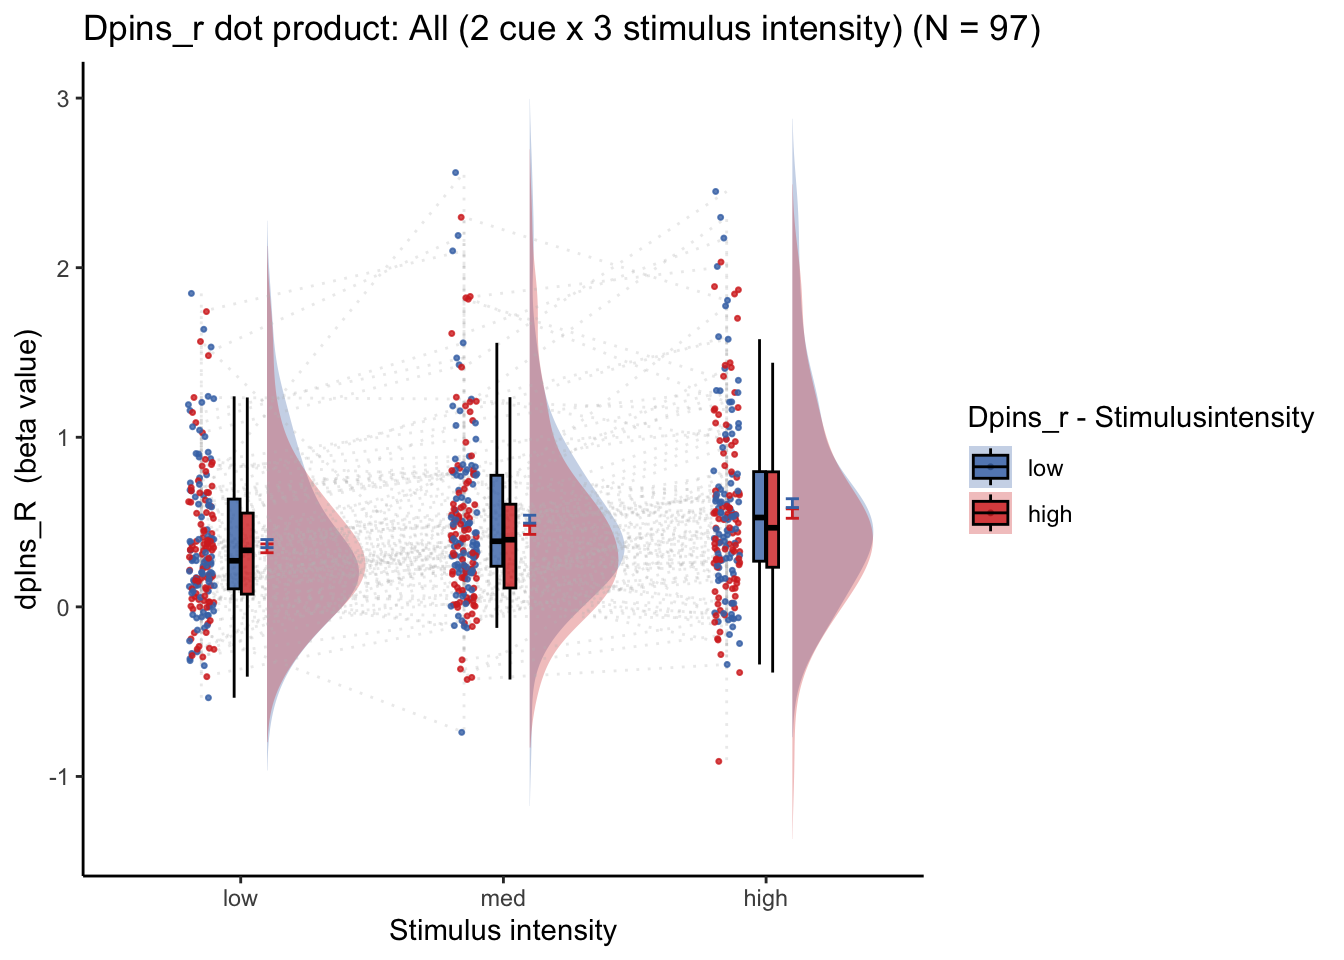 Dpins_r dot product: All (2 cue x 3 stimulus intensity) (N = 97)
3
2
1
0
-1
dpIns_R (beta value)
low
med
high
Stimulus intensity
Dpins_r - Stimulusintensity
low
high